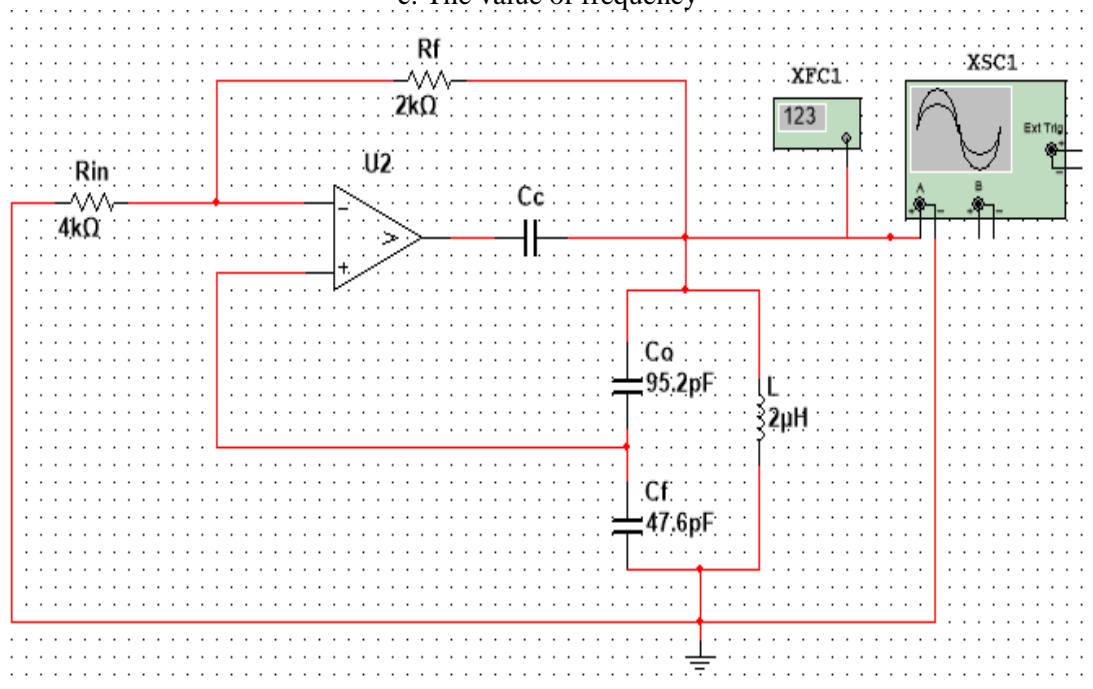 c. The value of frequency
Rf
2kΩ
XFC1
123
XSC1
Ext Trig
+
−
A
B
+
−
+
−
Rin
4kΩ
U2
−
+
Cc
Co
95.2pF
L
2µH
Cf
47.6pF